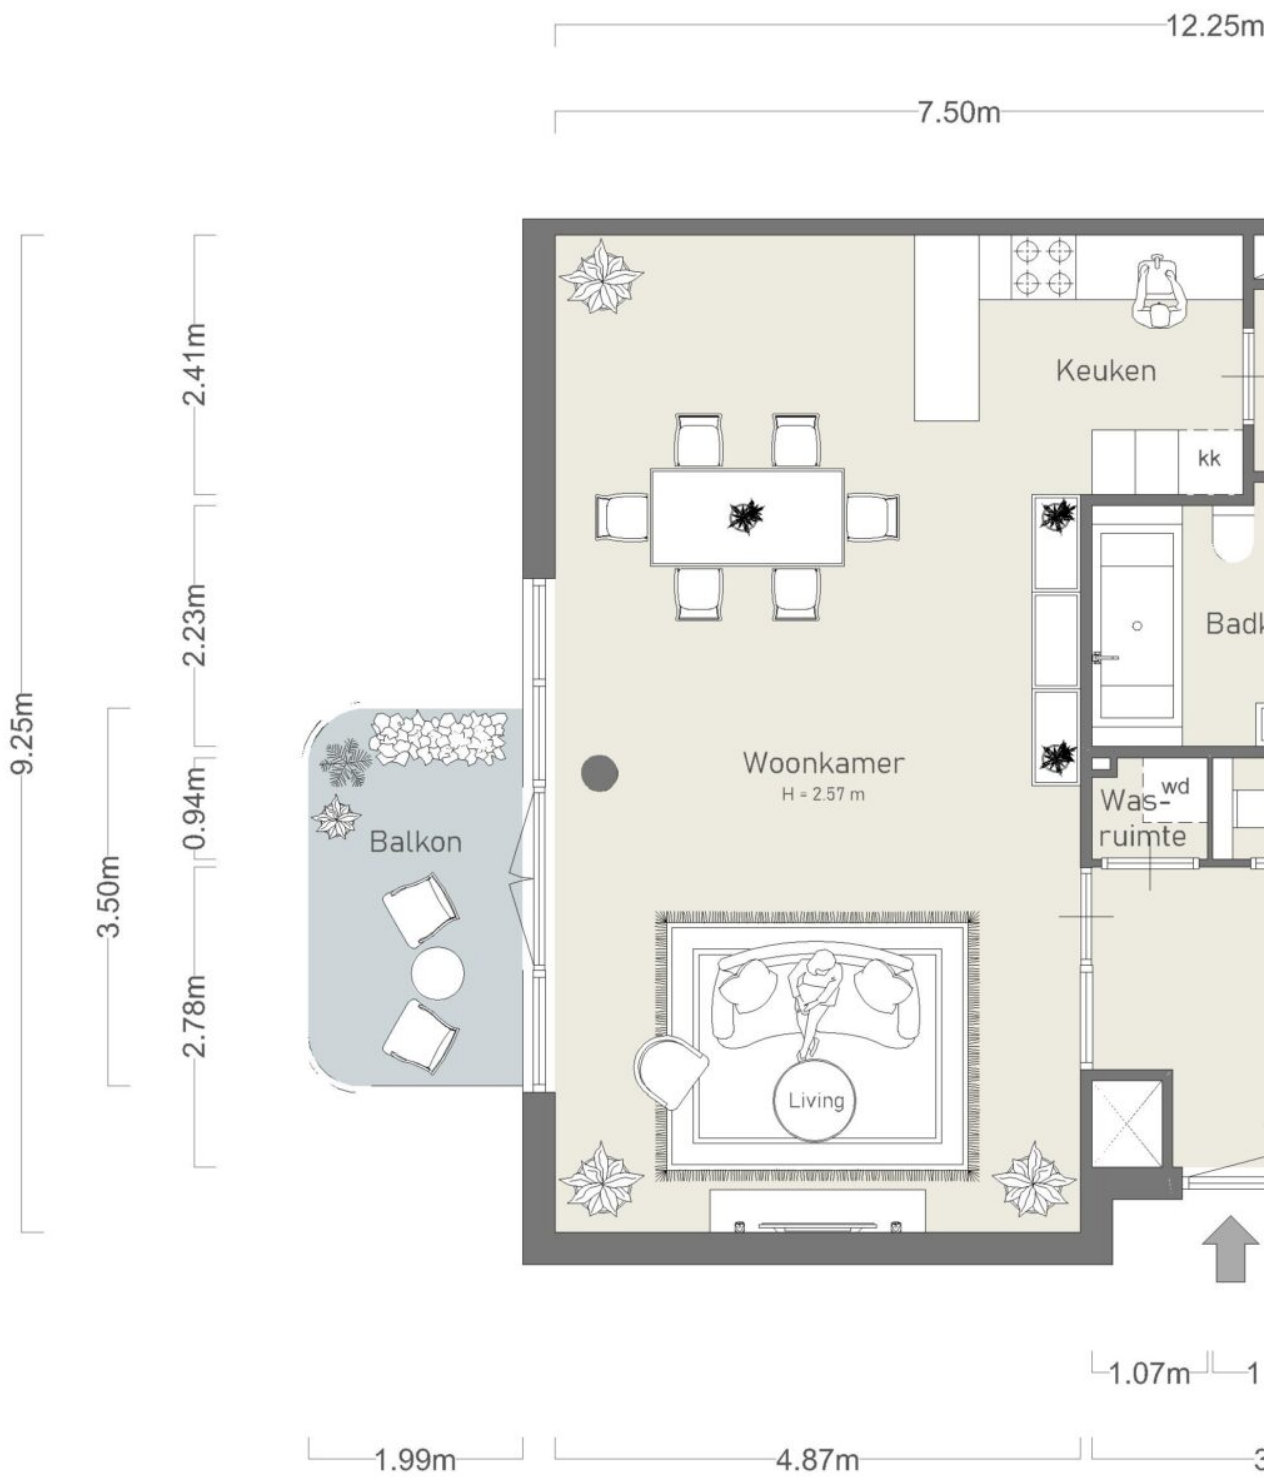 12.25m
7.50m
2.41m
Keuken
kk
2.23m
9.25m
Woonkamer
H = 2.57 m
wd
Was-
ruimte
0.94m
Balkon
3.50m
2.78m
Living
1.07m
1.99m
4.87m